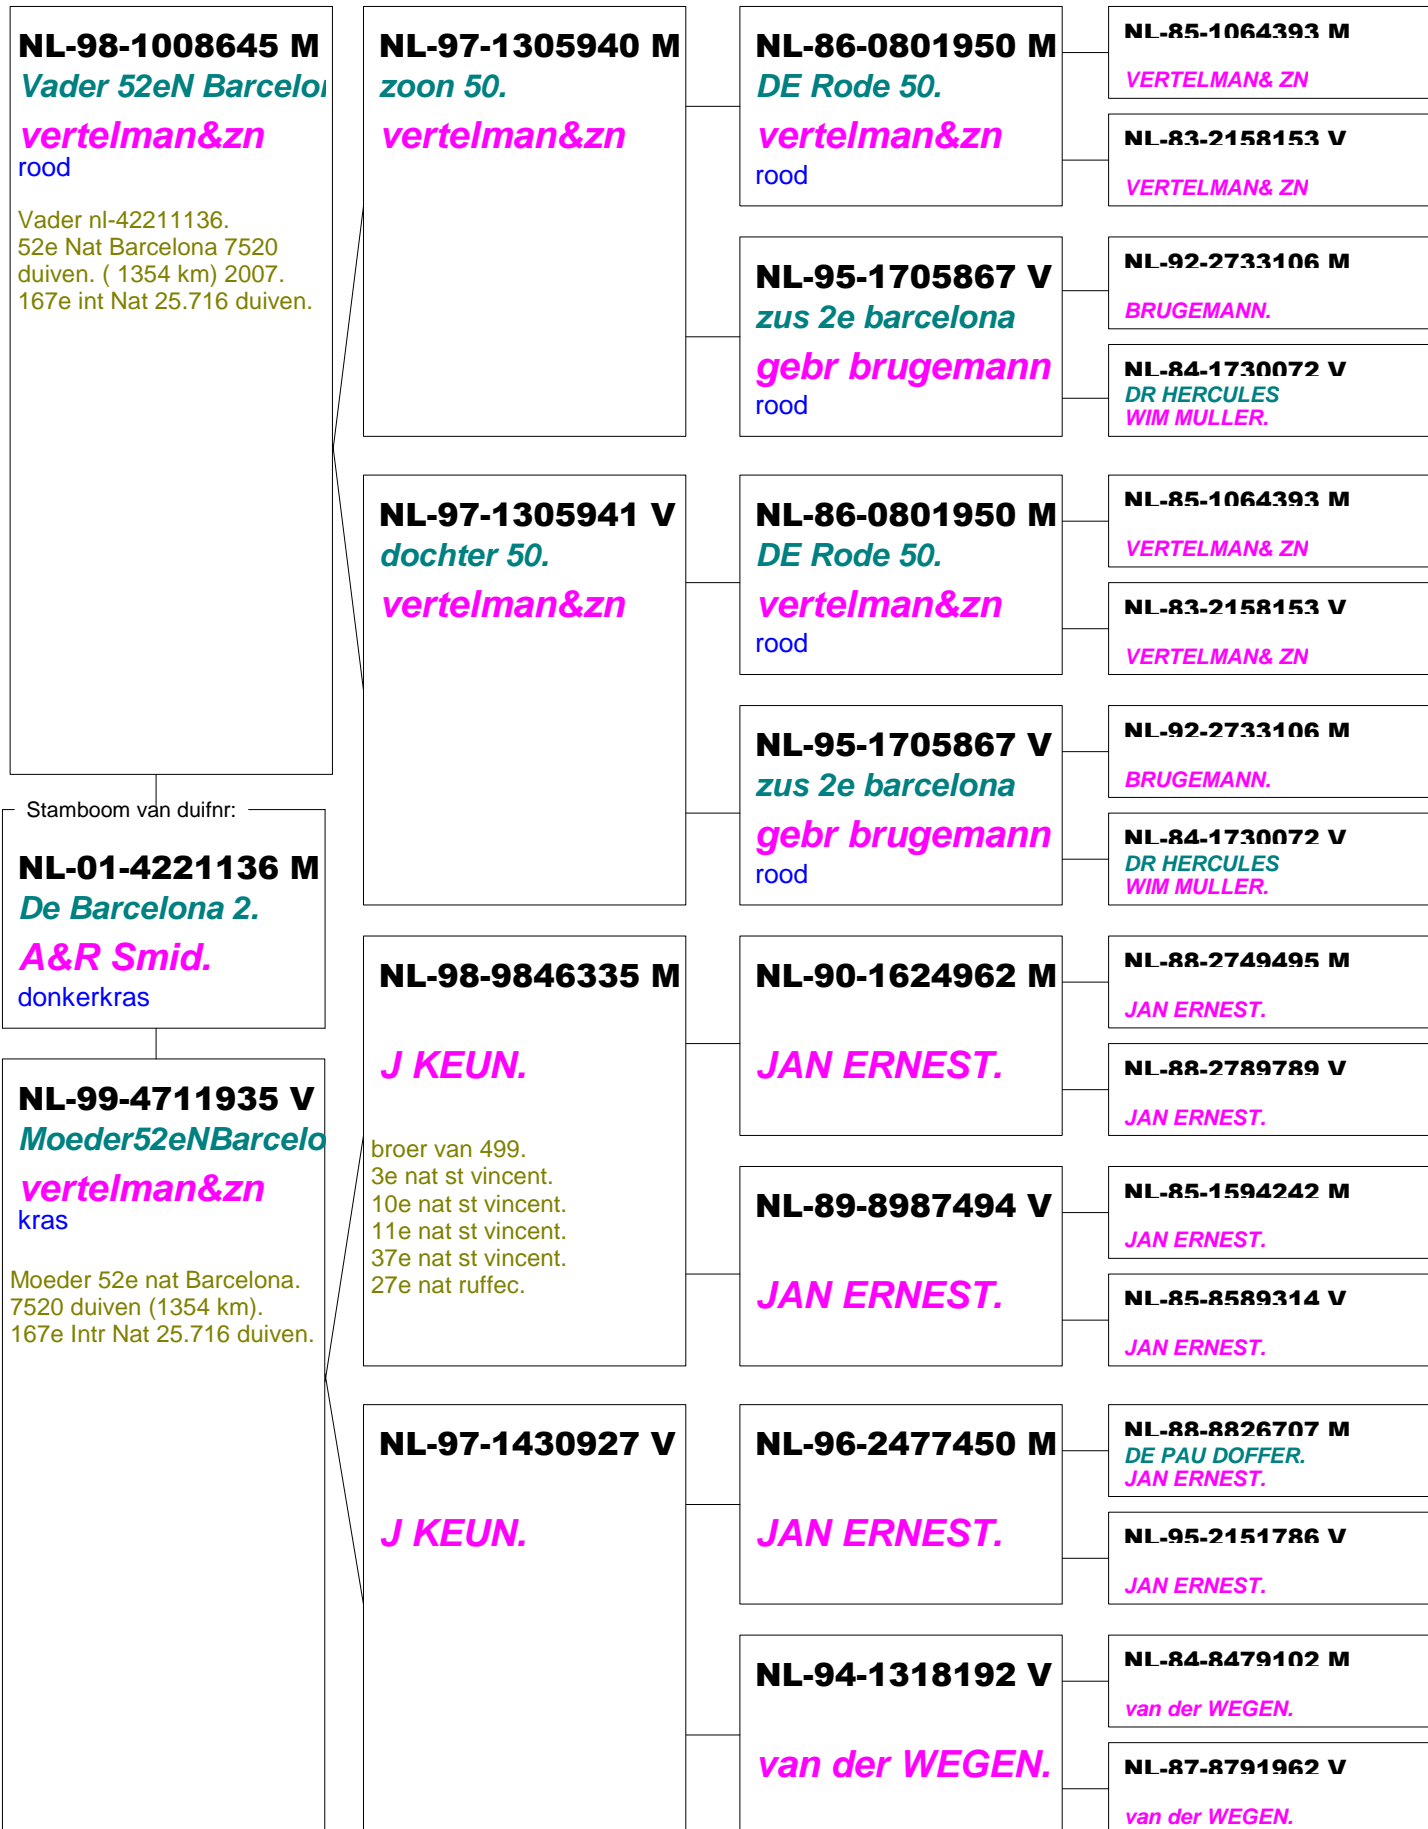 NL-98-1008645 M
Vader 52eN Barcelo
vertelman&zn
rood
Vader nl-42211136.
52e Nat Barcelona 7520
duiven. ( 1354 km) 2007.
167e int Nat 25.716 duiven.
Stamboom van duifnr:
NL-01-4221136 M
De Barcelona 2.
A&R Smid.
donkerkras
NL-99-4711935 V
Moeder52eNBarcelo
vertelman&zn
kras
Moeder 52e nat Barcelona.
7520 duiven (1354 km).
167e Intr Nat 25.716 duiven.
NL-97-1305940 M
zoon 50.
vertelman&zn
NL-97-1305941 V
dochter 50.
vertelman&zn
NL-98-9846335 M
J KEUN.
broer van 499.
3e nat st vincent.
10e nat st vincent.
11e nat st vincent.
37e nat st vincent.
27e nat ruffec.
NL-97-1430927 V
J KEUN.
NL-86-0801950 M
DE Rode 50.
vertelman&zn
rood
NL-95-1705867 V
zus 2e barcelona
gebr brugemann
rood
NL-86-0801950 M
DE Rode 50.
vertelman&zn
rood
NL-95-1705867 V
zus 2e barcelona
gebr brugemann
rood
NL-90-1624962 M
JAN ERNEST.
NL-89-8987494 V
JAN ERNEST.
NL-96-2477450 M
JAN ERNEST.
NL-94-1318192 V
van der WEGEN.
NL-85-1064393 M
VERTELMAN& ZN
NL-83-2158153 V
VERTELMAN& ZN
NL-92-2733106 M
BRUGEMANN.
NL-84-1730072 V
DR HERCULES
WIM MULLER.
NL-85-1064393 M
VERTELMAN& ZN
NL-83-2158153 V
VERTELMAN& ZN
NL-92-2733106 M
BRUGEMANN.
NL-84-1730072 V
DR HERCULES
WIM MULLER.
NL-88-2749495 M
JAN ERNEST.
NL-88-2789789 V
JAN ERNEST.
NL-85-1594242 M
JAN ERNEST.
NL-85-8589314 V
JAN ERNEST.
NL-88-8826707 M
DE PAU DOFFER.
JAN ERNEST.
NL-95-2151786 V
JAN ERNEST.
NL-84-8479102 M
van der WEGEN.
NL-87-8791962 V
van der WEGEN.